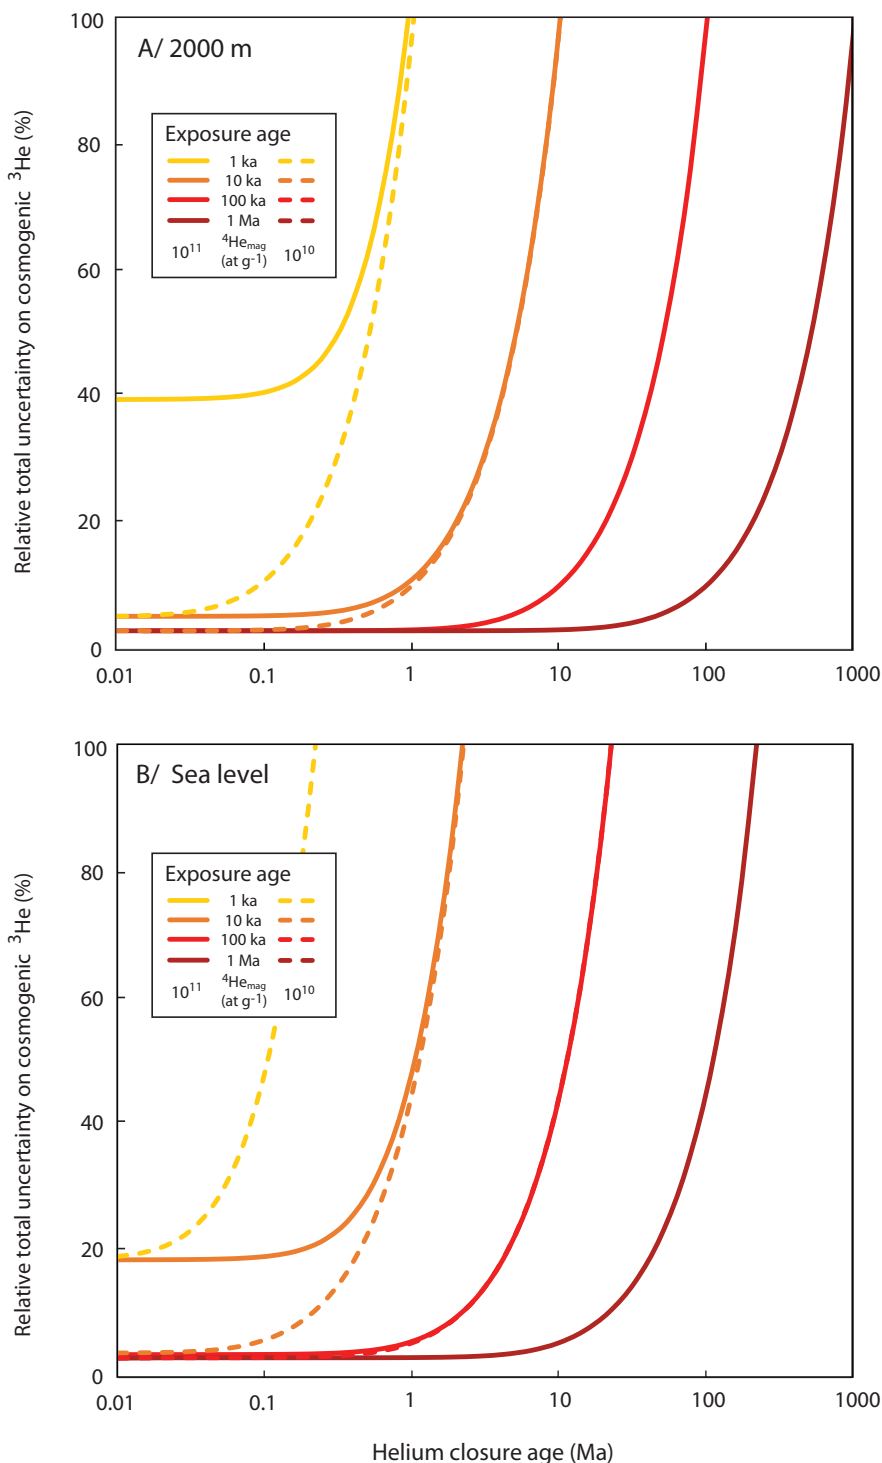 A/ 2000 m
Relative total uncertainty on cosmogenic ³He (%)
100
80
60
40
20
0
Exposure age
1 ka
10 ka
100 ka
1 Ma
10¹¹ ⁴Heₘₐg (at g⁻¹) 10¹⁰
0.01 0.1 1 10 100 1000
B/ Sea level
Relative total uncertainty on cosmogenic ³He (%)
100
80
60
40
20
0
Exposure age
1 ka
10 ka
100 ka
1 Ma
10¹¹ ⁴Heₘₐg (at g⁻¹) 10¹⁰
0.01 0.1 1 10 100 1000
Helium closure age (Ma)